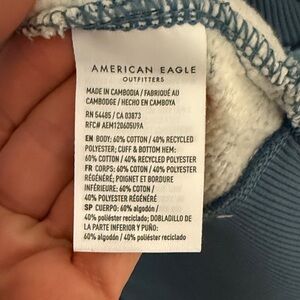 AMERICAN EAGLE
OUTFITTERS
MADE IN CAMBODIA / FABRIQUÉ AU
CAMBODGE / HECHO EN CAMBOYA
RN 54485 / CA 03873
RFC# AEM120605U9A
EN BODY: 60% COTTON / 40% RECYCLED
POLYESTER; CUFF & BOTTOM HEM:
60% COTTON / 40% RECYCLED POLYESTER
FR CORPS: 60% COTON / 40% POLYESTER
RÉGÉNÉRÉ; POIGNET ET BORDURE
INFÉRIEURE: 60% COTON /
40% POLYESTER RÉGÉNÉRÉ
SP CUERPO: 60% algodón /
40% poliéster reciclado; DOBLADILLO DE
LA PARTE INFERIOR Y PUÑO:
60% algodón / 40% poliéster reciclado